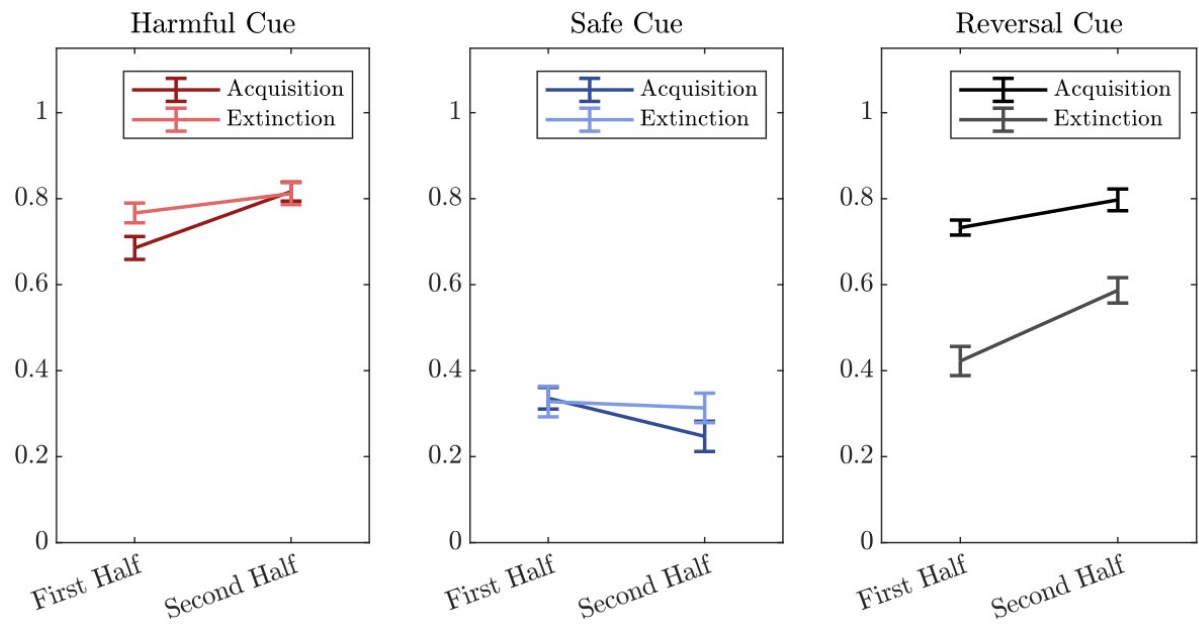 Harmful Cue
Acquisition
Extinction
1
0.8
0.6
0.4
0.2
0
First Half
Second Half
Safe Cue
Acquisition
Extinction
1
0.8
0.6
0.4
0.2
0
First Half
Second Half
Reversal Cue
Acquisition
Extinction
1
0.8
0.6
0.4
0.2
0
First Half
Second Half